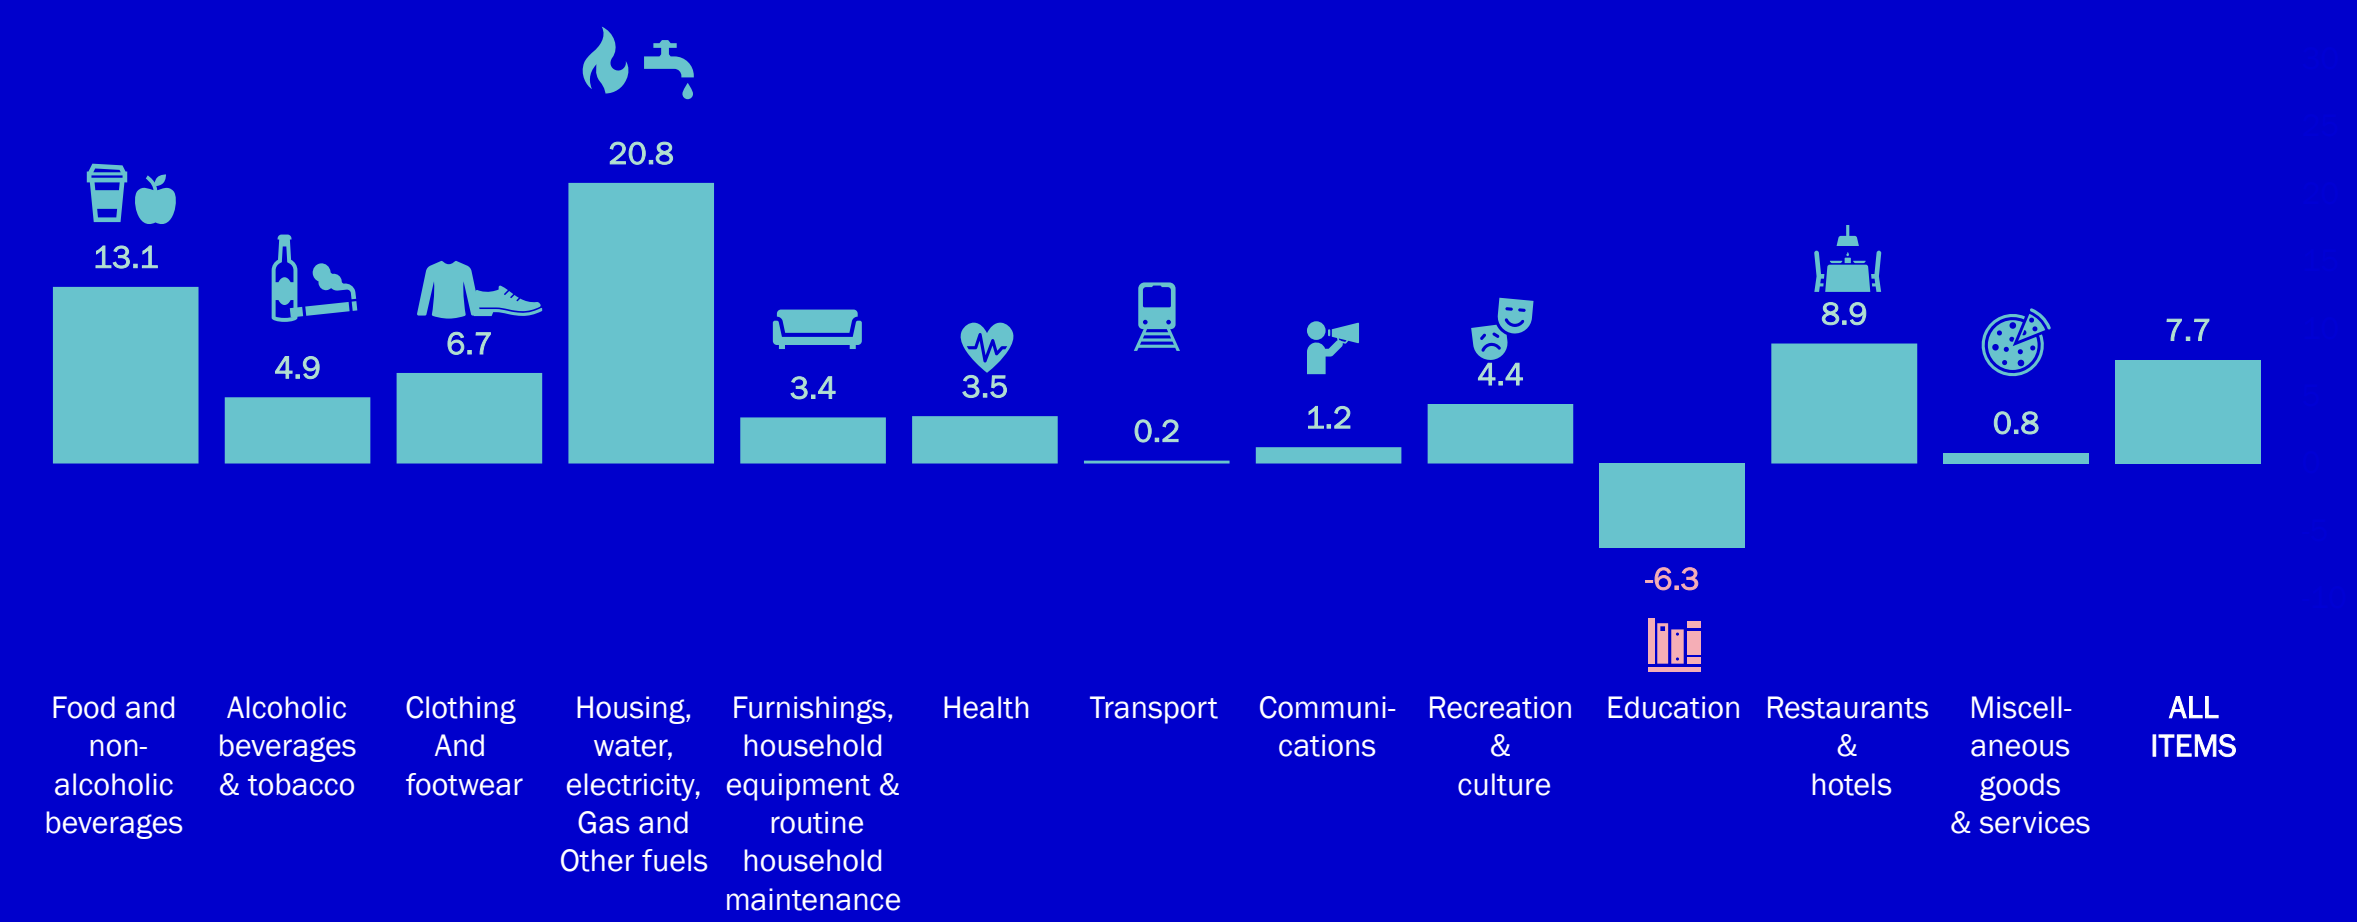 20.8
13.1
4.9
6.7
3.4
3.5
0.2
1.2
4.4
8.9
0.8
7.7
-6.3
Food and
non-
alcoholic
beverages
Alcoholic
beverages
& tobacco
Clothing
And
footwear
Housing,
water,
electricity,
Gas and
Other fuels
Furnishings,
household
equipment &
routine
household
maintenance
Health
Transport
Communi-
cations
Recreation
&
culture
Education
Restaurants
&
hotels
Miscell-
aneous
goods
& services
ALL
ITEMS